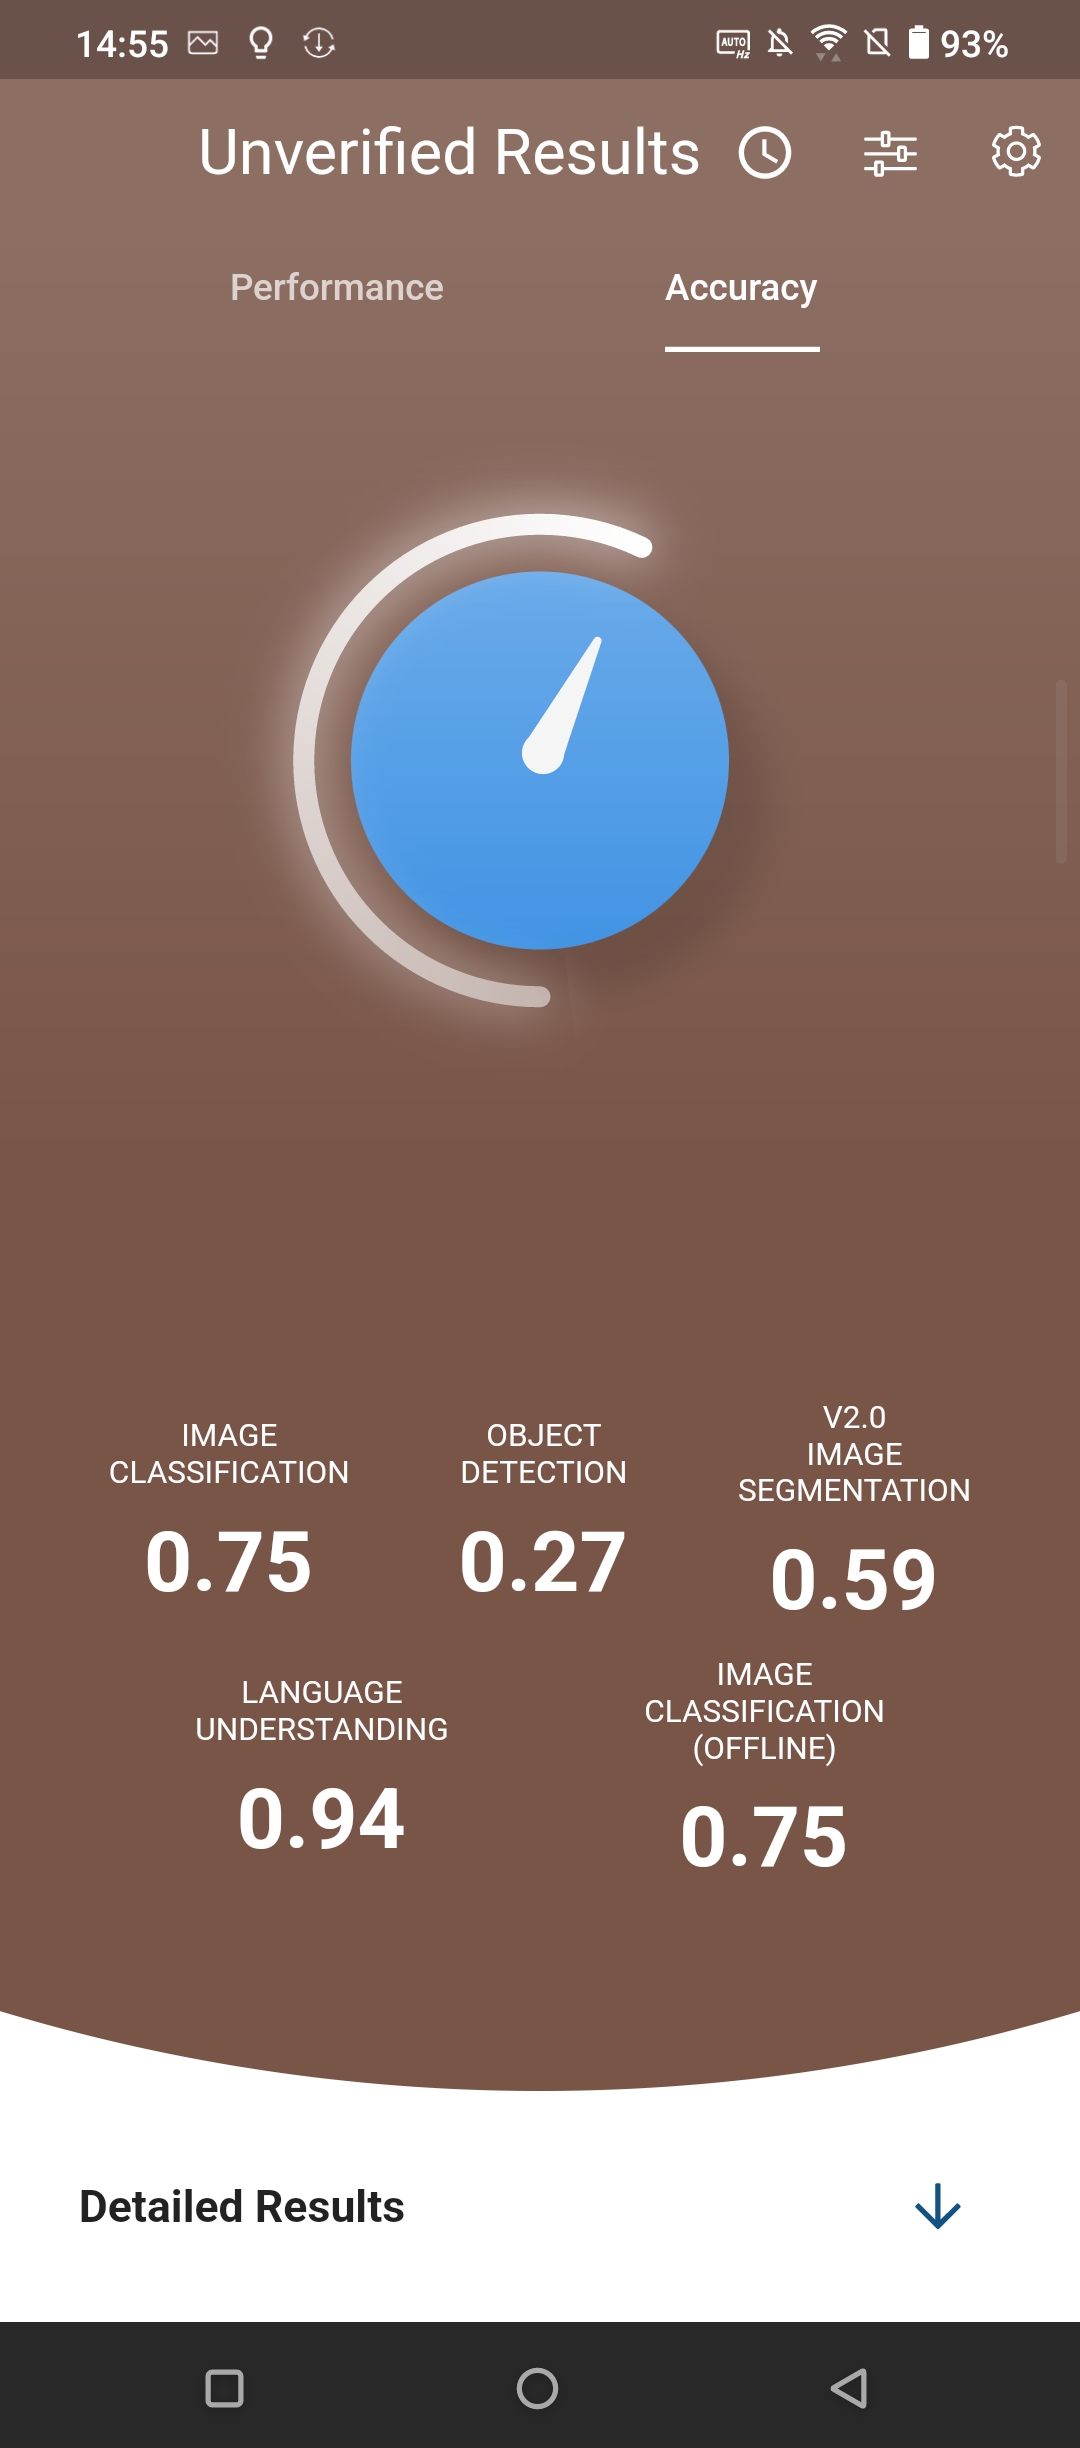 14:55
AUTO Hz 93%
Unverified Results
Performance Accuracy
IMAGE
CLASSIFICATION
0.75
OBJECT
DETECTION
0.27
V2.0
IMAGE
SEGMENTATION
0.59
LANGUAGE
UNDERSTANDING
0.94
IMAGE
CLASSIFICATION
(OFFLINE)
0.75
Detailed Results